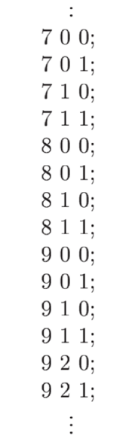 ⋮
7 0 0;
7 0 1;
7 1 0;
7 1 1;
8 0 0;
8 0 1;
8 1 0;
8 1 1;
9 0 0;
9 0 1;
9 1 0;
9 1 1;
9 2 0;
9 2 1;
⋮